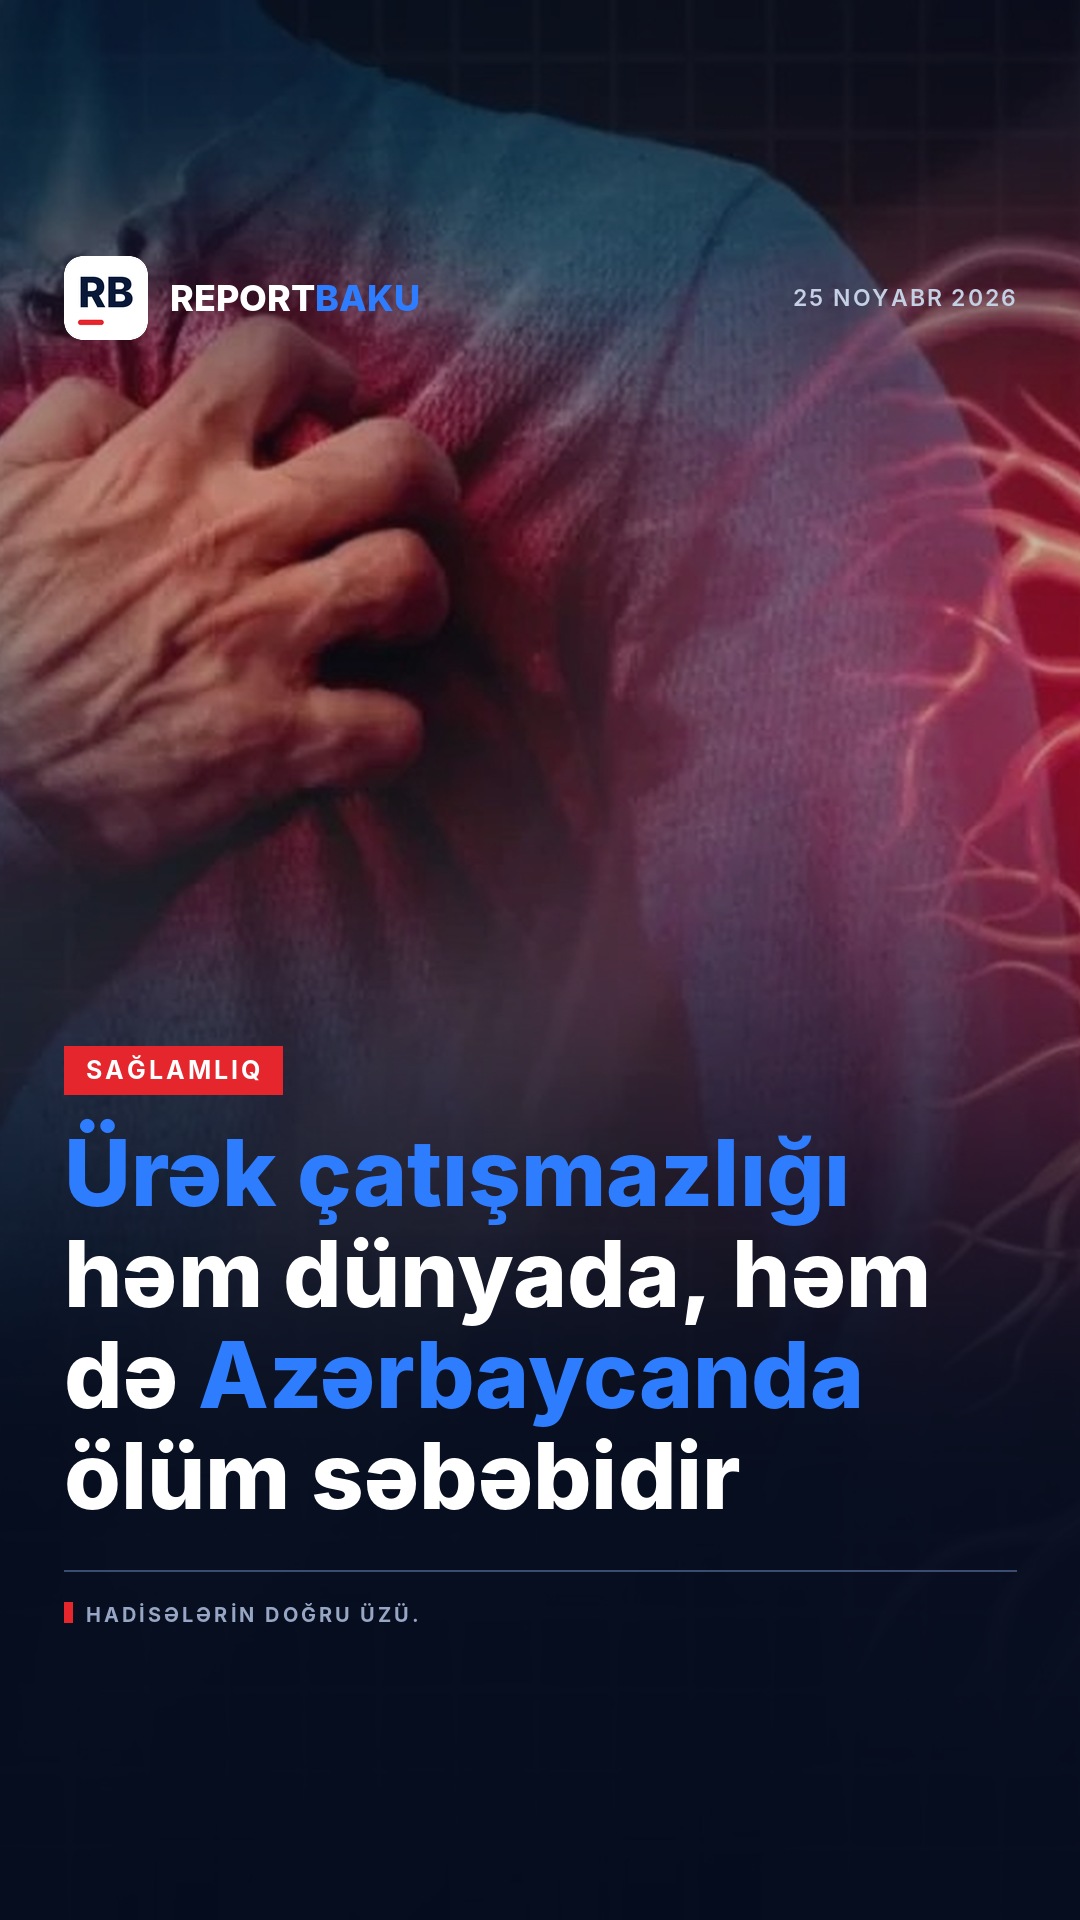 RB
REPORTBAKU
25 NOYABR 2026
SAĞLAMLIQ
Ürək çatışmazlığı
həm dünyada, həm
də Azərbaycanda
ölüm səbəbidir
HADİSƏLƏRİN DOĞRU ÜZÜ.